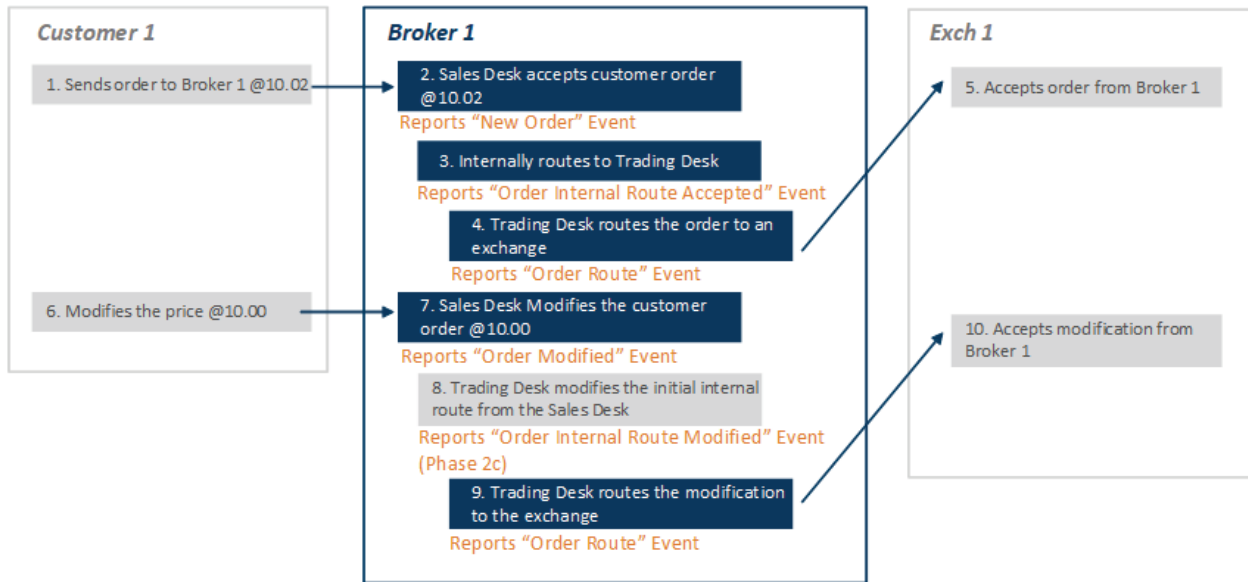 Customer 1
1. Sends order to Broker 1 @10.02
6. Modifies the price @10.00
Broker 1
2. Sales Desk accepts customer order
@10.02
Reports “New Order” Event
3. Internally routes to Trading Desk
Reports “Order Internal Route Accepted” Event
4. Trading Desk routes the order to an
exchange
Reports “Order Route” Event
7. Sales Desk Modifies the customer
order @10.00
Reports “Order Modified” Event
8. Trading Desk modifies the initial internal
route from the Sales Desk
Reports “Order Internal Route Modified” Event
(Phase 2c)
9. Trading Desk routes the modification
to the exchange
Reports “Order Route” Event
Exch 1
5. Accepts order from Broker 1
10. Accepts modification from
Broker 1